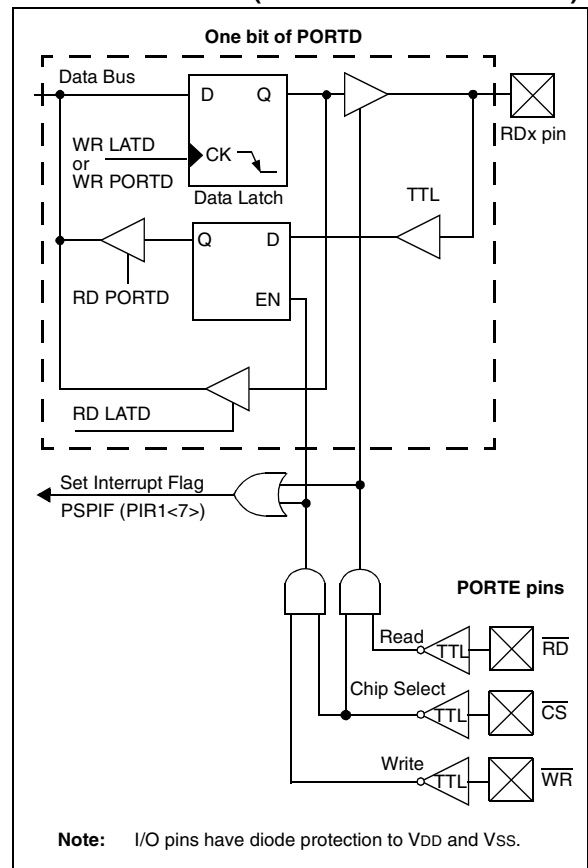 One bit of PORTD
Data Bus
D Q
RDx pin
WR LATD
or
WR PORTD
CK
Data Latch
TTL
Q D
EN
RD PORTD
RD LATD
Set Interrupt Flag
PSPIF (PIR1<7>)
PORTE pins
Read
TTL
RD
Chip Select
TTL
CS
Write
TTL
WR
Note: I/O pins have diode protection to VDD and VSS.